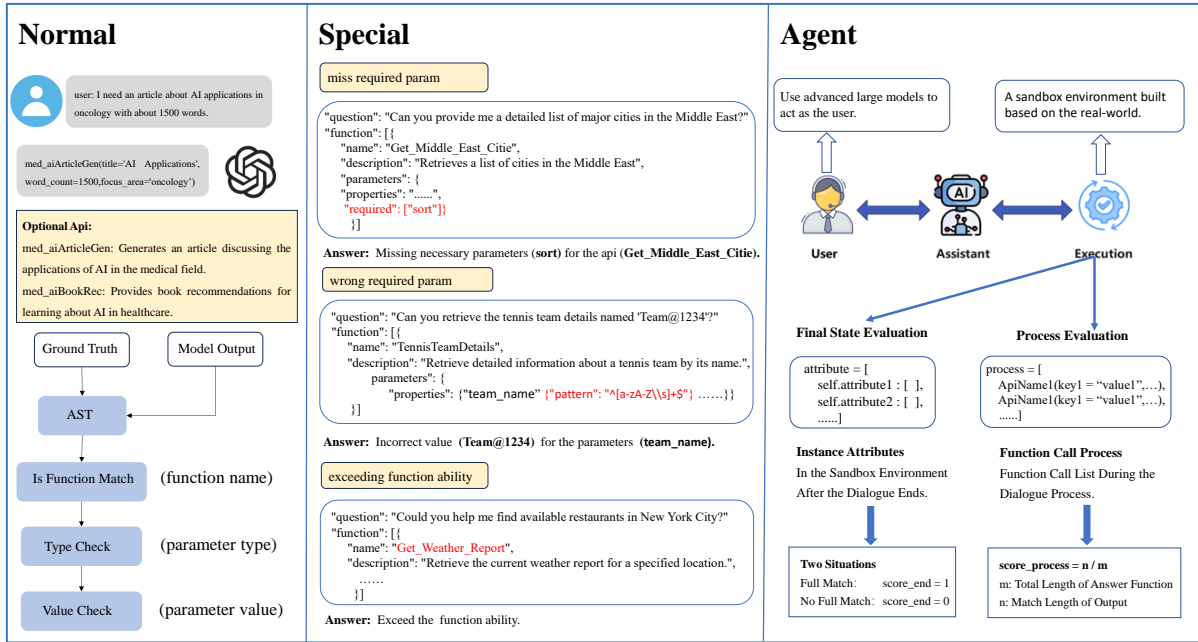 Normal
user: I need an article about AI applications in
oncology with about 1500 words.
med_aiArticleGen(title='AI Applications',
word_count=1500,focus_area='oncology')
Optional Api:
med_aiArticleGen: Generates an article discussing the
applications of AI in the medical field.
med_aiBookRec: Provides book recommendations for
learning about AI in healthcare.
Ground Truth
Model Output
AST
Is Function Match
(function name)
Type Check
(parameter type)
Value Check
(parameter value)
Special
miss required param
"question": "Can you provide me a detailed list of major cities in the Middle East?"
"function": [{
"name": "Get_Middle_East_Citie",
"description": "Retrieves a list of cities in the Middle East",
"parameters": {
"properties": "......",
"required": ["sort"]}
}]
Answer: Missing necessary parameters (sort) for the api (Get_Middle_East_Citie).
wrong required param
"question": "Can you retrieve the tennis team details named 'Team@1234'?"
"function": [{
"name": "TennisTeamDetails",
"description": "Retrieve detailed information about a tennis team by its name.",
parameters": {
"properties": {"team_name” {"pattern": "^[a-zA-Z\\s]+$"} ......}}
}]
Answer: Incorrect value (Team@1234) for the parameters (team_name).
exceeding function ability
"question": "Could you help me find available restaurants in New York City?"
"function": [{
"name": "Get_Weather_Report",
"description": "Retrieve the current weather report for a specified location.",
......
}]
Answer: Exceed the function ability.
Agent
Use advanced large models to
act as the user.
A sandbox environment built
based on the real-world.
AI
User
Assistant
Execution
Final State Evaluation
attribute = [
self.attribute1 : [ ],
self.attribute2 : [ ],
......]
Instance Attributes
In the Sandbox Environment
After the Dialogue Ends.
Two Situations
Full Match: score_end = 1
No Full Match: score_end = 0
Process Evaluation
process = [
ApiName1(key1 = “value1”,…),
ApiName1(key1 = “value1”,…),
......]
Function Call Process
Function Call List During the
Dialogue Process.
score_process = n / m
m: Total Length of Answer Function
n: Match Length of Output